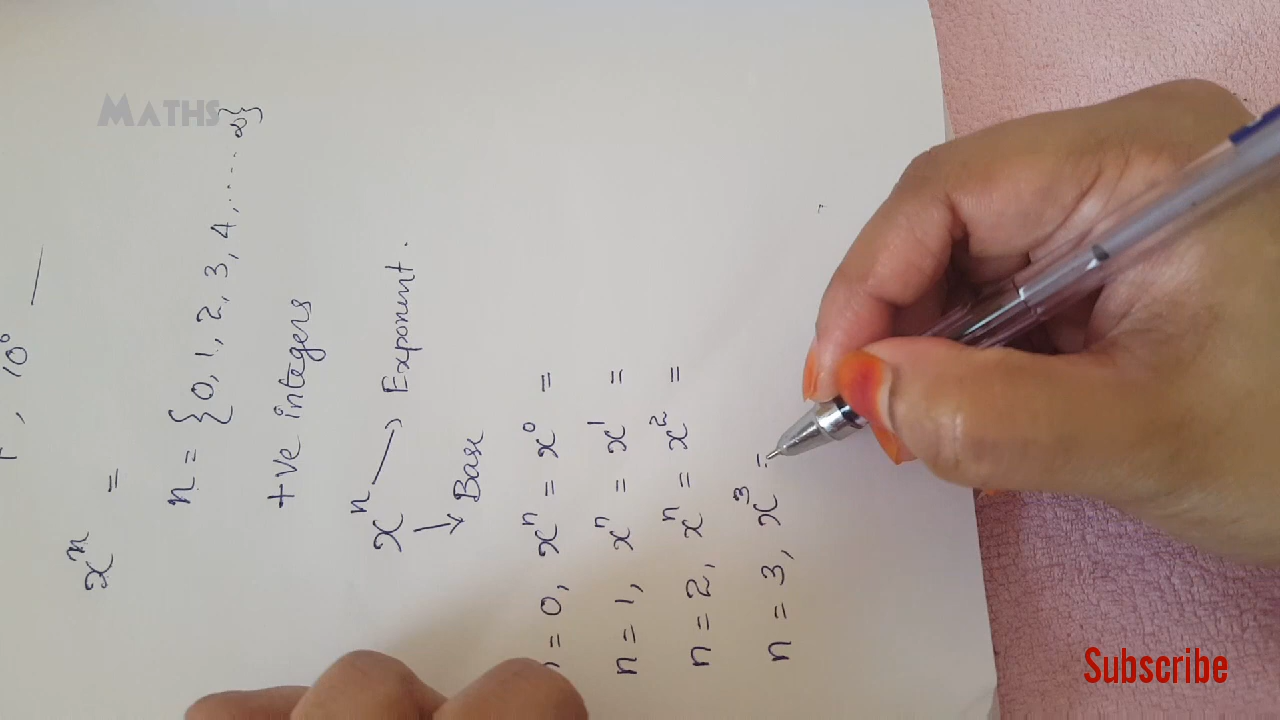 , 10⁰ —
xⁿ =
n = {0, 1, 2, 3, 4, ..... ∞}
+ve integers
xⁿ → Exponent.
↓ Base
= 0, xⁿ = x⁰ =
n = 1, xⁿ = x¹ =
n = 2, xⁿ = x² =
n = 3, x³ =
MATHS
Subscribe